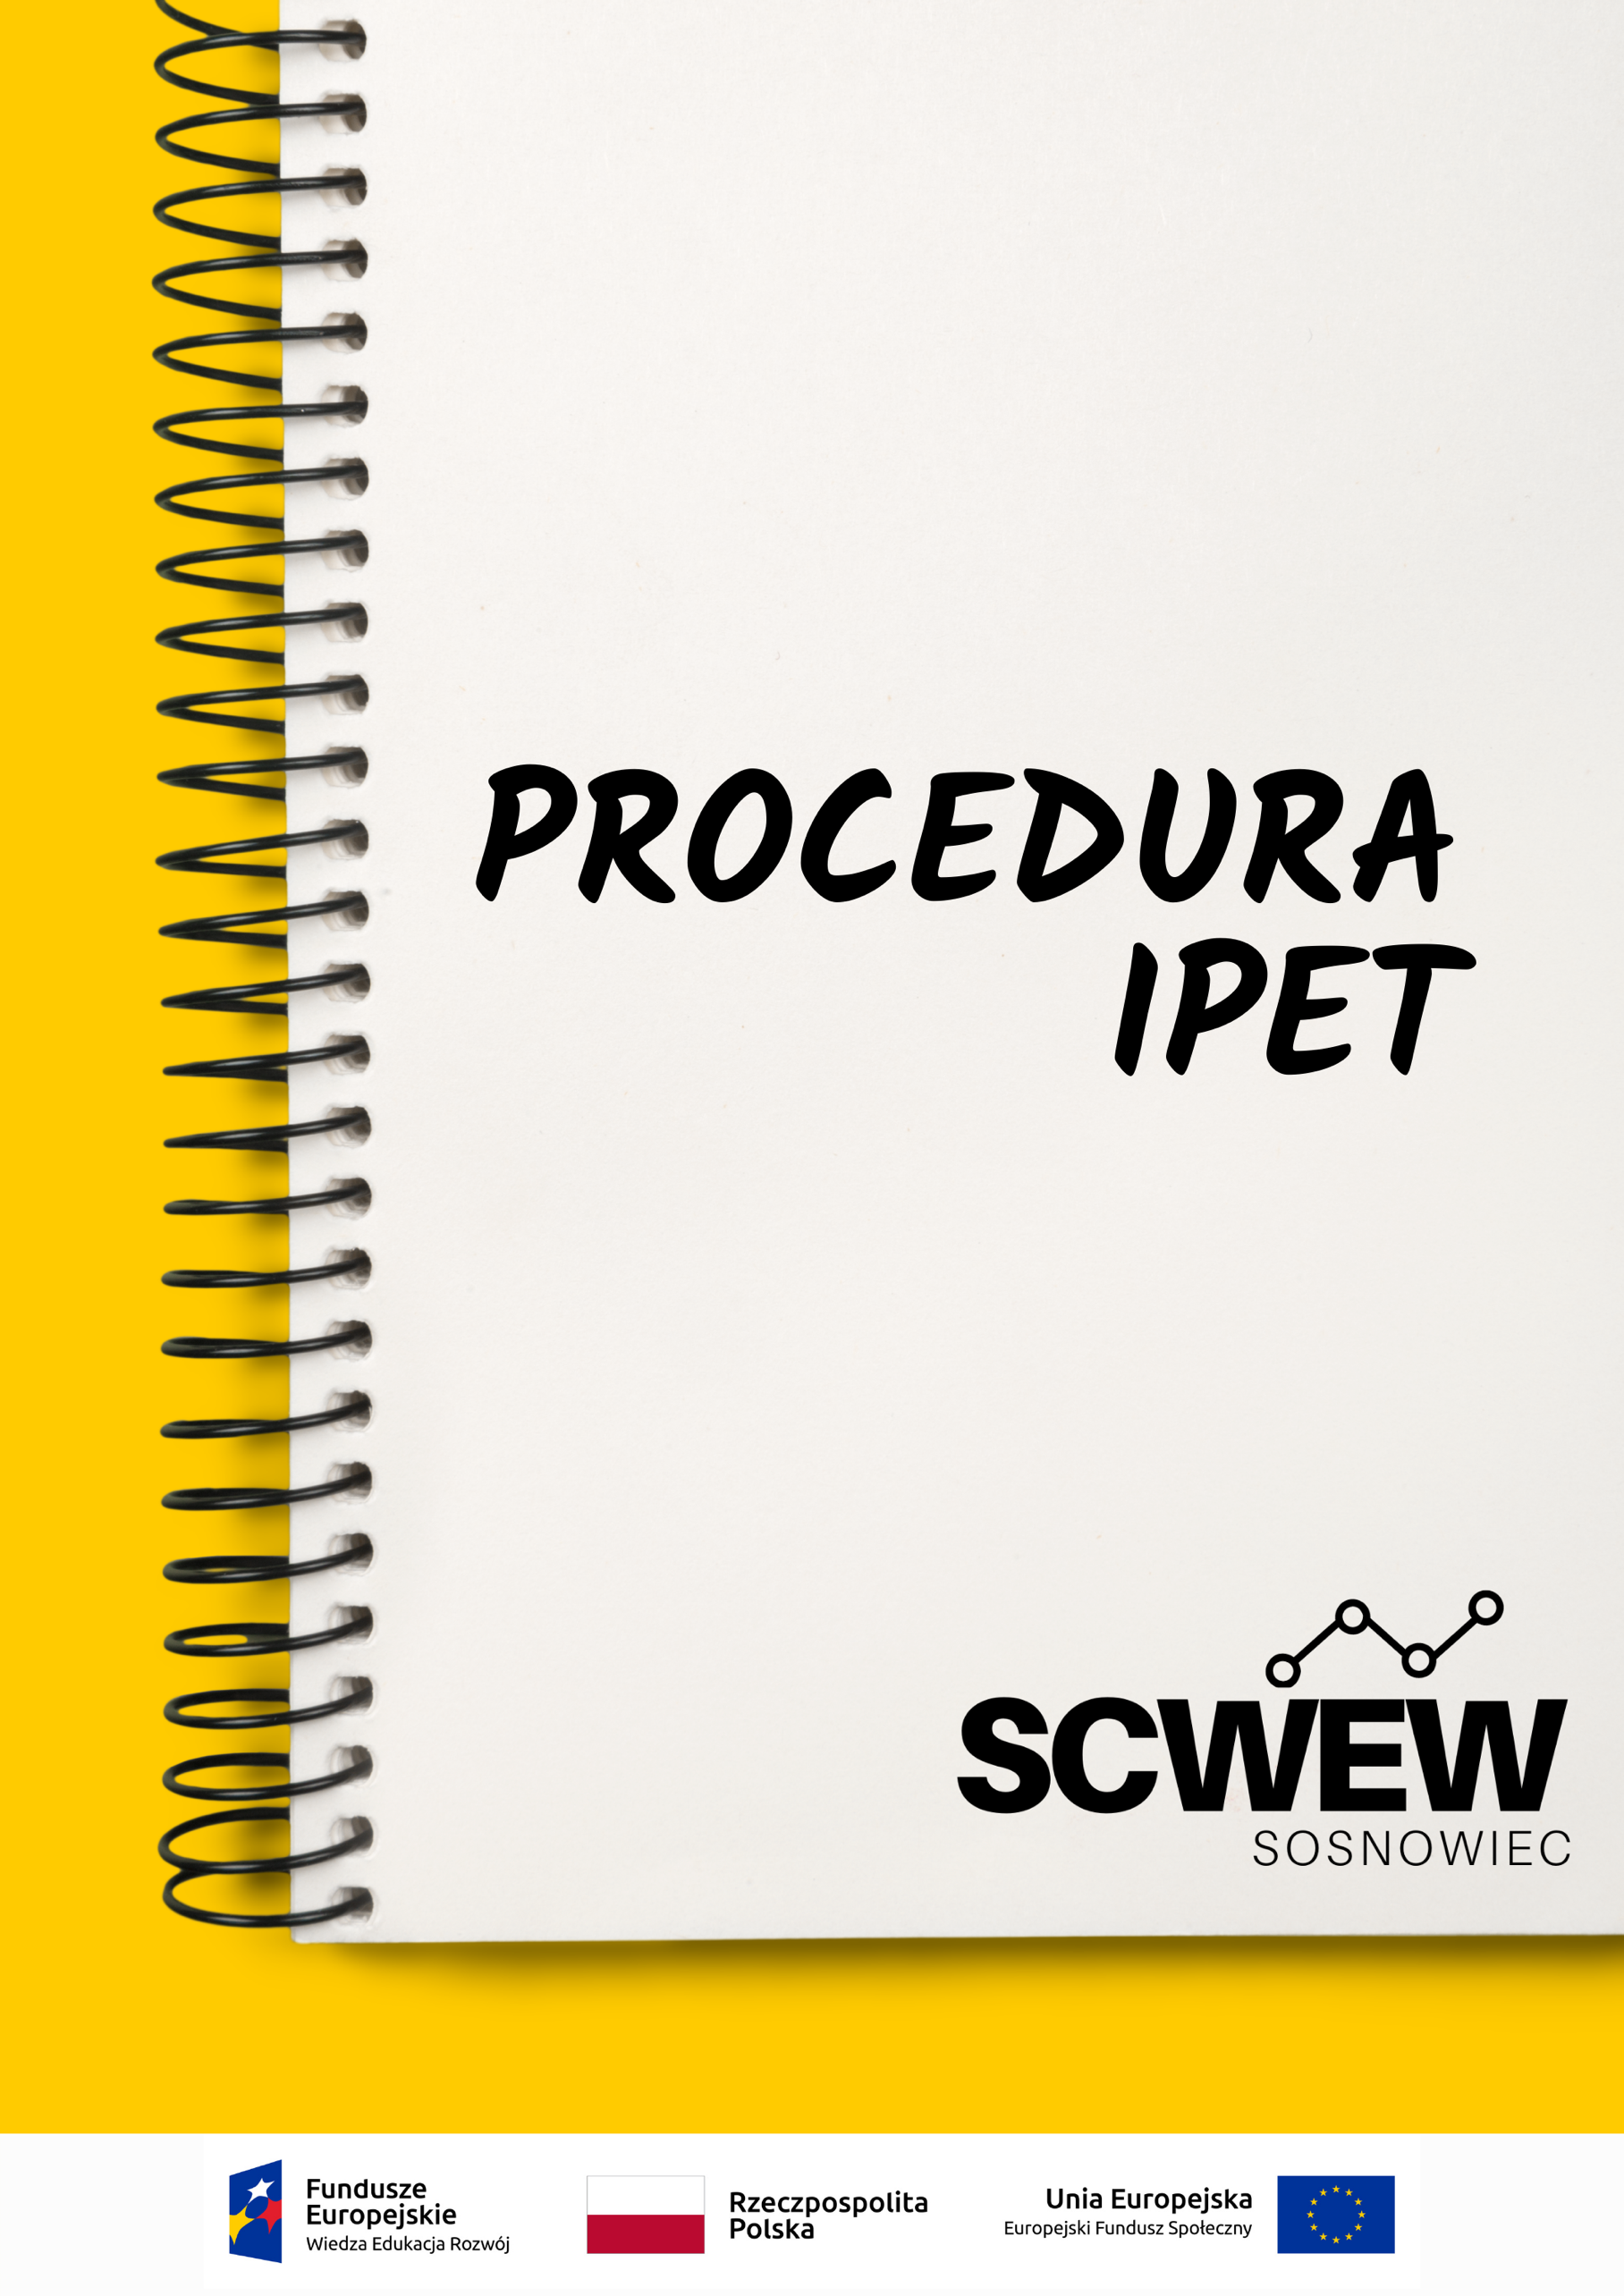 PROCEDURA
IPET
SCWEW
SOSNOWIEC
Fundusze
Europejskie
Wiedza Edukacja Rozwój
Rzeczpospolita
Polska
Unia Europejska
Europejski Fundusz Społeczny